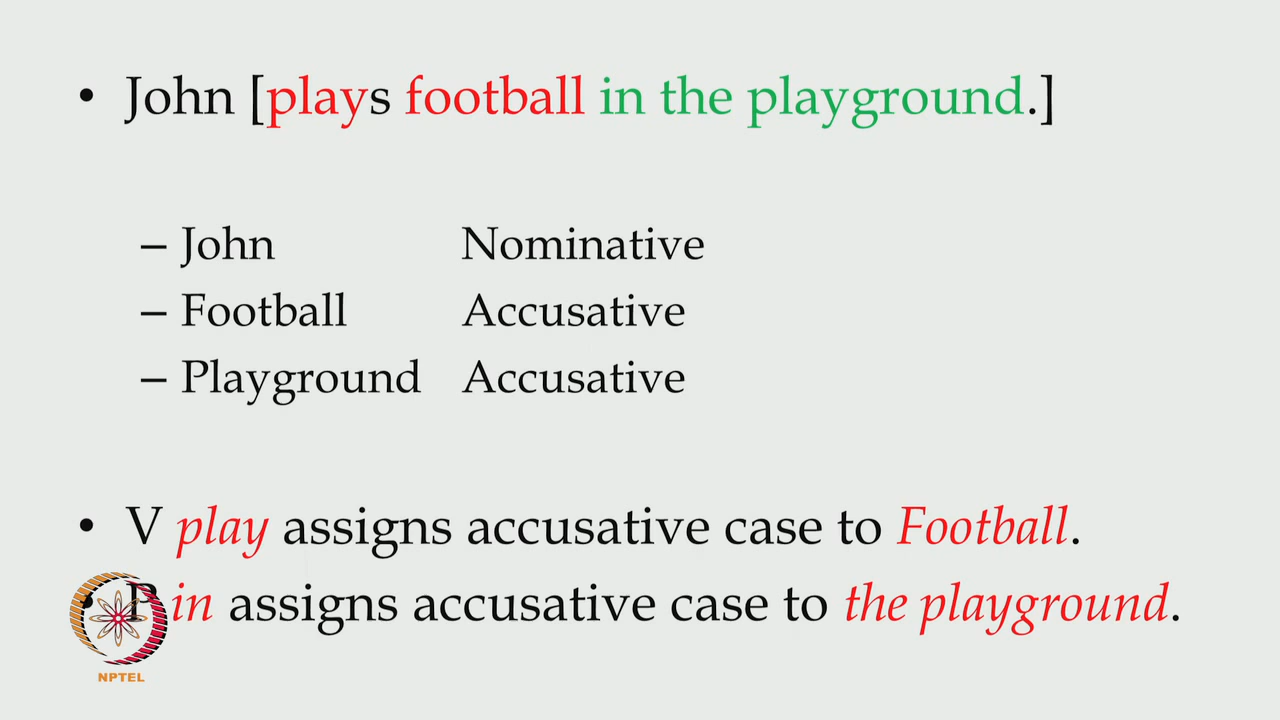 • John [plays football in the playground.]
– John Nominative
– Football Accusative
– Playground Accusative
• V play assigns accusative case to Football.
• P in assigns accusative case to the playground.
NPTEL